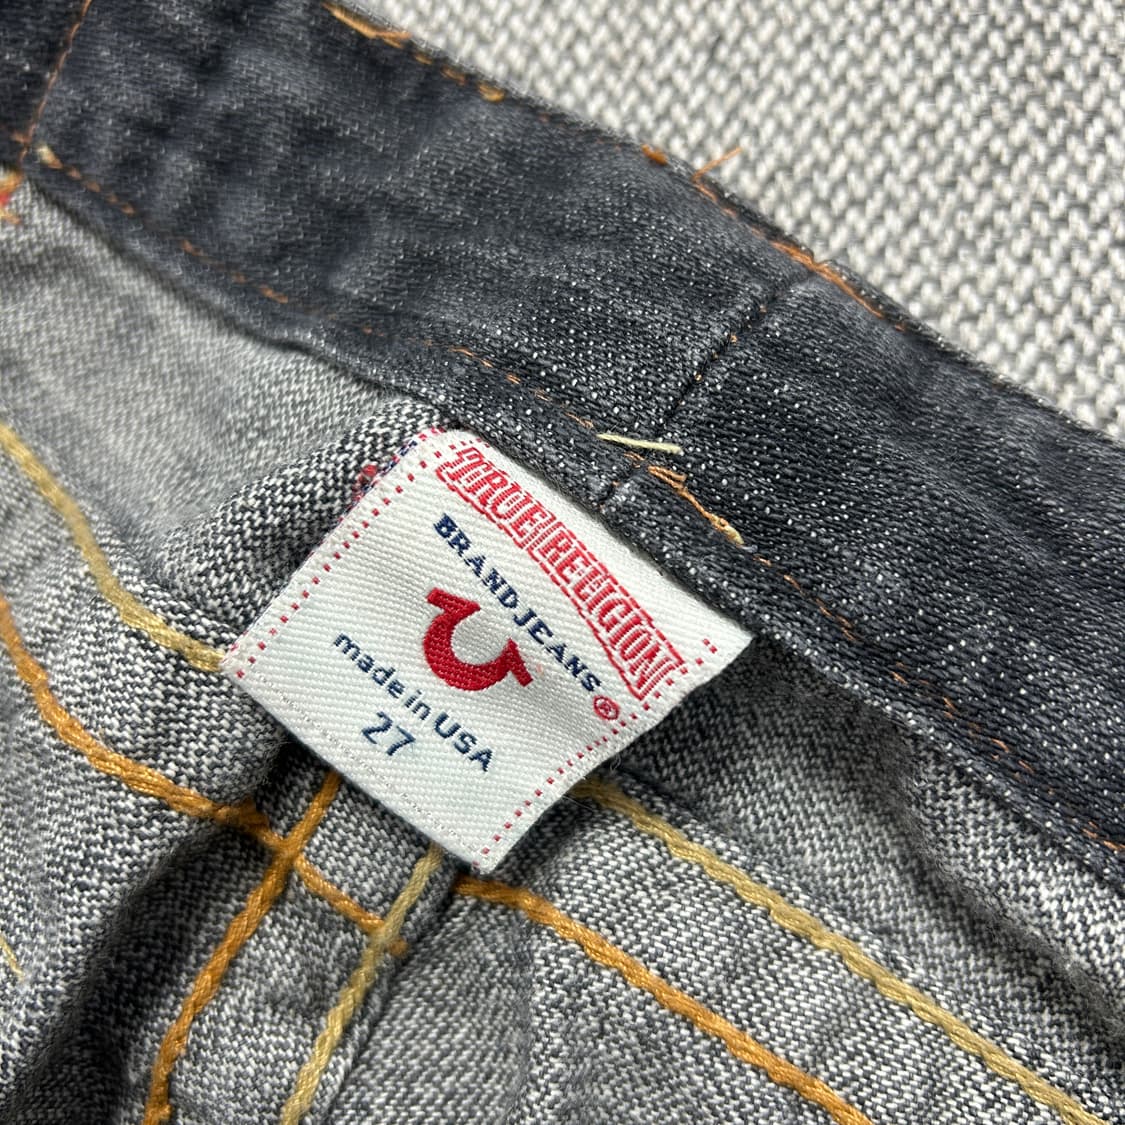 TRUE RELIGION
BRAND JEANS®
made in USA
27